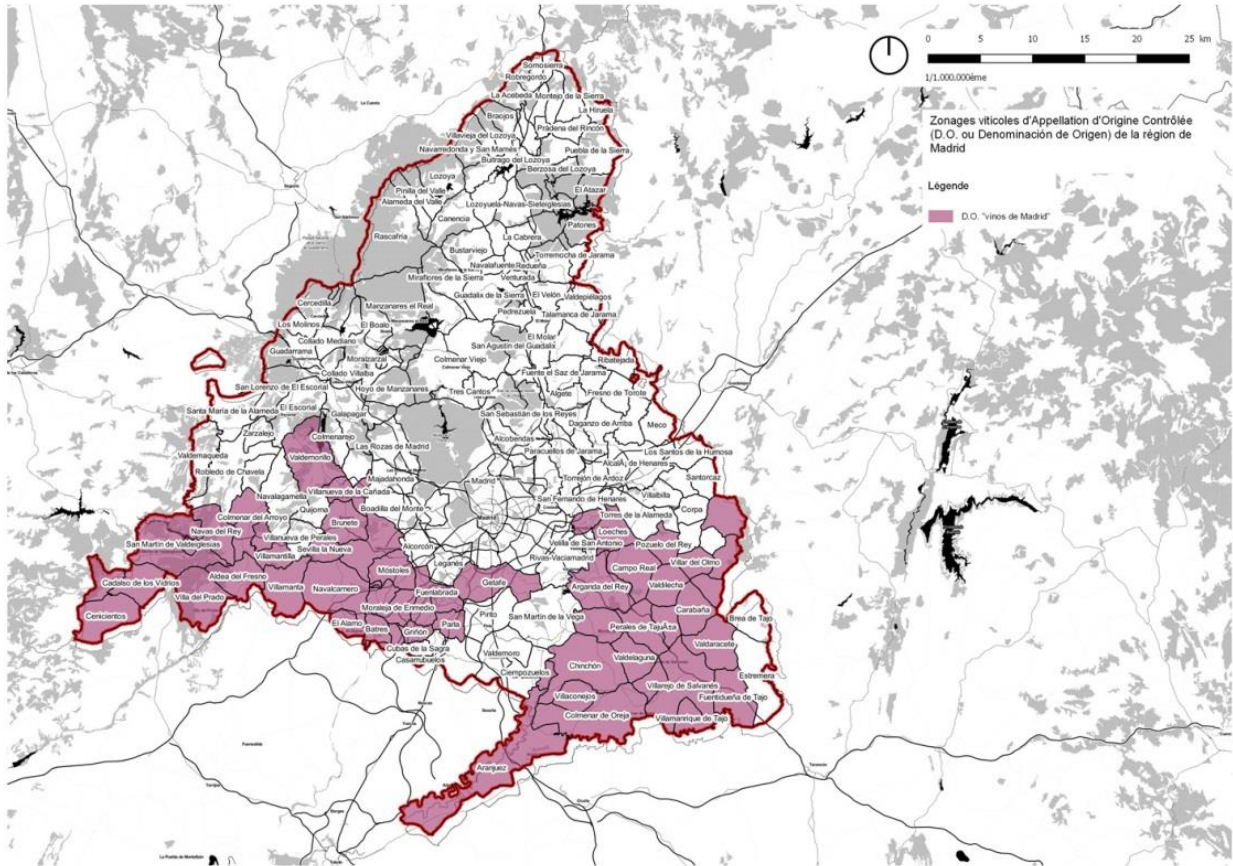 0 5 10 15 20 25 km
1/1.000.000ème
Zonages viticoles d'Appellation d'Origine Contrôlée
(D.O. ou Denominación de Origen) de la région de
Madrid
Légende
D.O. "vinos de Madrid"
Somosierra
Robregordo
La Acebeda
Montejo de la Sierra
La Hiruela
Braojos
Prádena del Rincón
Villavieja del Lozoya
Navarredonda y San Mamés
Puebla de la Sierra
Buitrago del Lozoya
Berzosa del Lozoya
Lozoya
Pinilla del Valle
El Atazar
Alameda del Valle
Lozoyuela-Navas-Sieteiglesias
Canencia
Patones
Rascafría
La Cabrera
Bustarviejo
Torremocha de Jarama
Navalafuente
Redueña
Miraflores de la Sierra
Venturada
Guadalix de la Sierra
El Velón
Valdepiélagos
Cercedilla
Manzanares el Real
Pedrezuela
Talamanca de Jarama
Los Molinos
El Boalo
Collado Mediano
El Molar
San Agustín del Guadalix
Guadarrama
Moralzarzal
Colmenar Viejo
Ribatejada
Collado Villalba
Fuente el Saz de Jarama
San Lorenzo de El Escorial
Hoyo de Manzanares
Tres Cantos
Algete
Fresno de Torote
El Escorial
Santa María de la Alameda
Galapagar
San Sebastián de los Reyes
Daganzo de Arriba
Meco
Zarzalejo
Colmenarejo
Las Rozas de Madrid
Alcobendas
Paracuellos de Jarama
Valdemaqueda
Valdemorillo
Los Santos de la Humosa
AlcalÃ¡ de Henares
Robledo de Chavela
Majadahonda
Madrid
Torrejón de Ardoz
Santorcaz
Navalagamella
Villanueva de la Cañada
San Fernando de Henares
Villalbilla
Quijorna
Boadilla del Monte
Corpa
Colmenar del Arroyo
Brunete
Torres de la Alameda
Navas del Rey
Villanueva de Perales
Loeches
San Martín de Valdeiglesias
Sevilla la Nueva
Alcorcón
Velilla de San Antonio
Pozuelo del Rey
Villamantilla
Leganés
Rivas-Vaciamadrid
Villar del Olmo
Aldea del Fresno
Móstoles
Campo Real
Cadalso de los Vidrios
Villamanta
Navalcarnero
Getafe
Arganda del Rey
Valdilecha
Villa del Prado
Fuenlabrada
Cenicientos
Moraleja de Enmedio
Pinto
San Martín de la Vega
Carabaña
Brea de Tajo
El Álamo
Batres
Griñón
Parla
Perales de TajuÃ±a
Valdaracete
Cubas de la Sagra
Valdemoro
Valdelaguna
Casarrubuelos
Ciempozuelos
Chinchón
Estremera
Villaconejos
Villarejo de Salvanés
Fuentidueña de Tajo
Colmenar de Oreja
Villamanrique de Tajo
Aranjuez